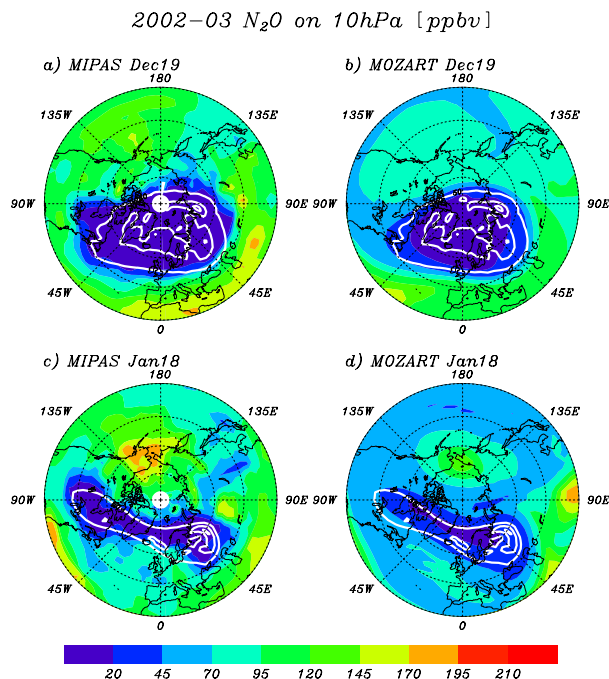 2002-03 N₂O on 10hPa [ppbv]
a) MIPAS Dec19
b) MOZART Dec19
180
180
135W
135E
135W
135E
90W
90E
90W
90E
45W
45E
45W
45E
0
0
c) MIPAS Jan18
d) MOZART Jan18
180
180
135W
135E
135W
135E
90W
90E
90W
90E
45W
45E
45W
45E
0
0
20 45 70 95 120 145 170 195 210